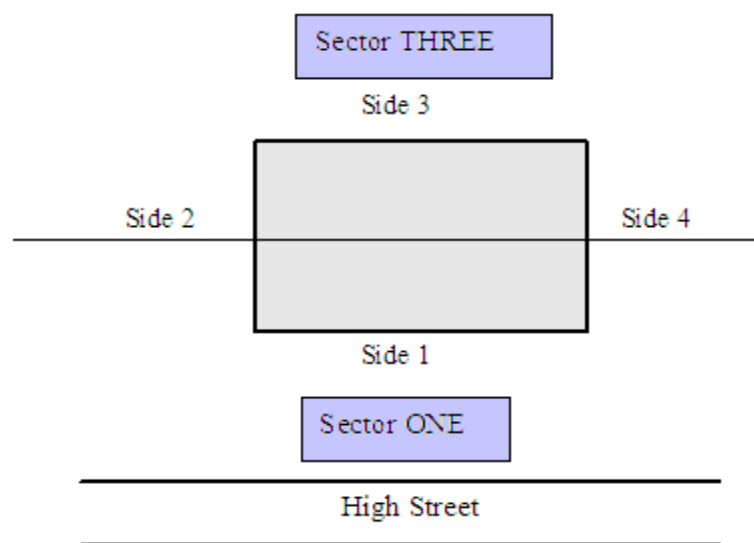 Sector THREE
Side 3
Side 2
Side 4
Side 1
Sector ONE
High Street